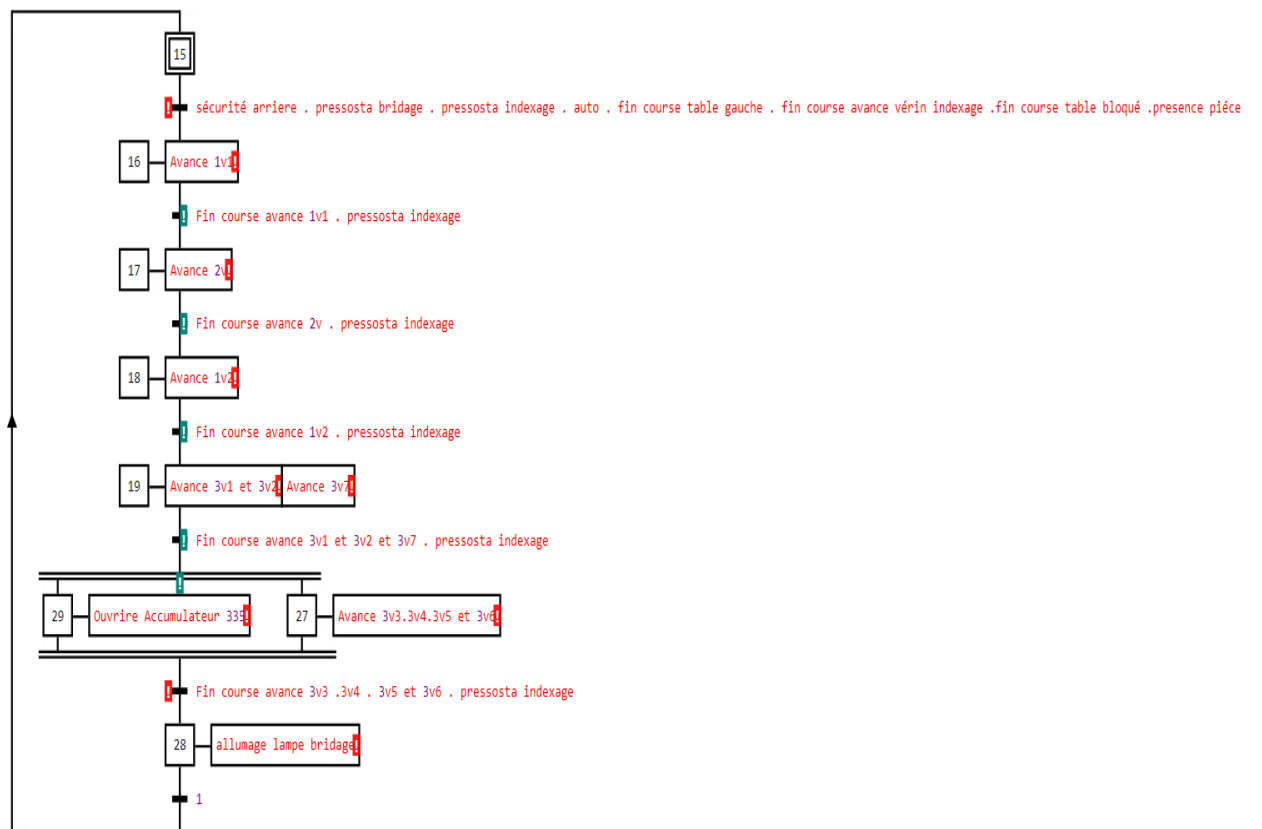 15
sécurité arriere . pressosta bridage . pressosta indexage . auto . fin course table gauche . fin course avance vérin indexage .fin course table bloqué .presence piéce
16 Avance 1v1
Fin course avance 1v1 . pressosta indexage
17 Avance 2v
Fin course avance 2v . pressosta indexage
18 Avance 1v2
Fin course avance 1v2 . pressosta indexage
19 Avance 3v1 et 3v2 Avance 3v7
Fin course avance 3v1 et 3v2 et 3v7 . pressosta indexage
29 Ouvrire Accumulateur 335 27 Avance 3v3.3v4.3v5 et 3v6
Fin course avance 3v3 .3v4 . 3v5 et 3v6 . pressosta indexage
28 allumage lampe bridage
1